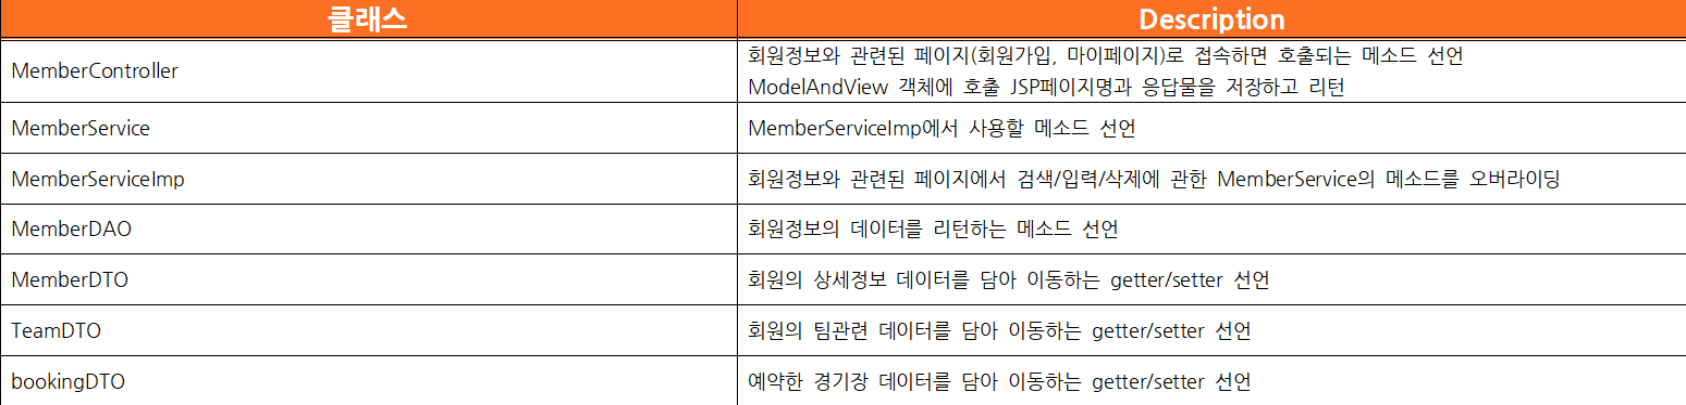 클래스
Description
MemberController
회원정보와 관련된 페이지(회원가입, 마이페이지)로 접속하면 호출되는 메소드 선언
ModelAndView 객체에 호출 JSP페이지명과 응답물을 저장하고 리턴
MemberService
MemberServiceImp에서 사용할 메소드 선언
MemberServiceImp
회원정보와 관련된 페이지에서 검색/입력/삭제에 관한 MemberService의 메소드를 오버라이딩
MemberDAO
회원정보의 데이터를 리턴하는 메소드 선언
MemberDTO
회원의 상세정보 데이터를 담아 이동하는 getter/setter 선언
TeamDTO
회원의 팀관련 데이터를 담아 이동하는 getter/setter 선언
bookingDTO
예약한 경기장 데이터를 담아 이동하는 getter/setter 선언